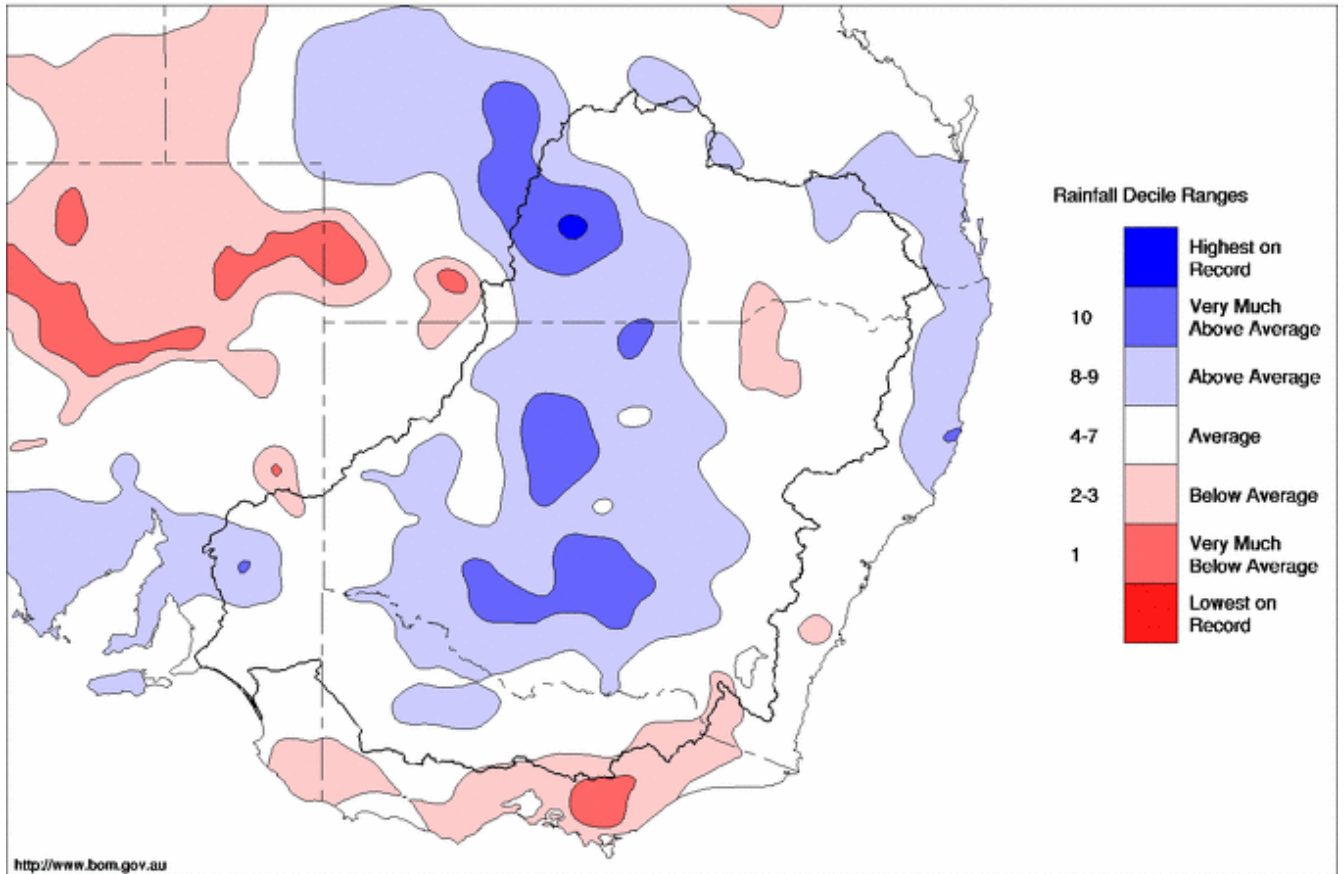 Rainfall Decile Ranges
Highest on
Record
10
Very Much
Above Average
8-9
Above Average
4-7
Average
2-3
Below Average
1
Very Much
Below Average
Lowest on
Record
http://www.bom.gov.au